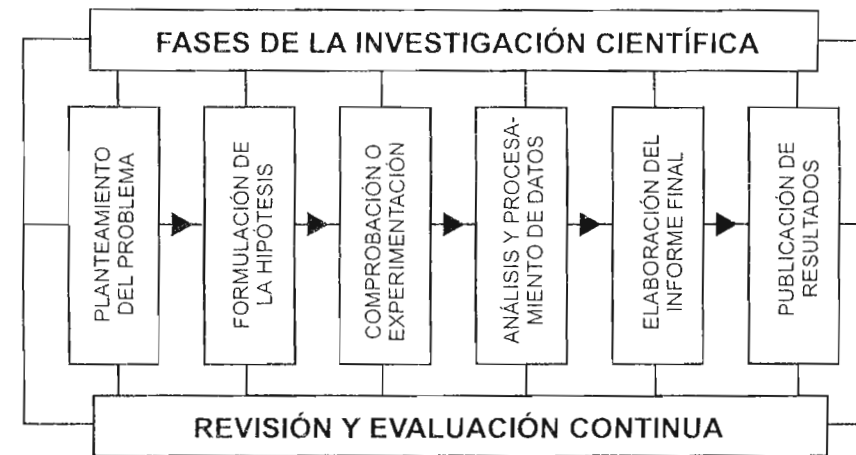 FASES DE LA INVESTIGACIÓN CIENTÍFICA
PLANTEAMIENTO
DEL PROBLEMA
FORMULACIÓN DE
LA HIPÓTESIS
COMPROBACIÓN O
EXPERIMENTACIÓN
ANÁLISIS Y PROCESA-
MIENTO DE DATOS
ELABORACIÓN DEL
INFORME FINAL
PUBLICACIÓN DE
RESULTADOS
REVISIÓN Y EVALUACIÓN CONTINUA